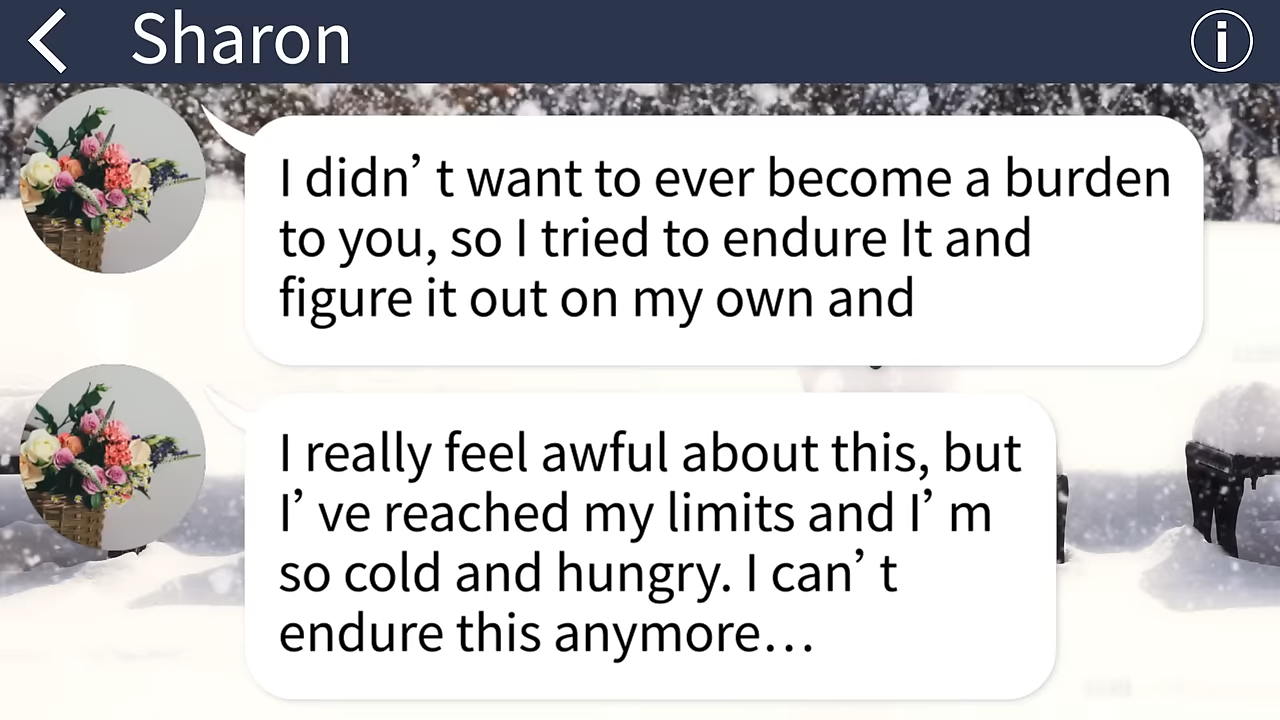 Sharon
I didn’ t want to ever become a burden
to you, so I tried to endure It and
figure it out on my own and
I really feel awful about this, but
I’ ve reached my limits and I’ m
so cold and hungry. I can’ t
endure this anymore…